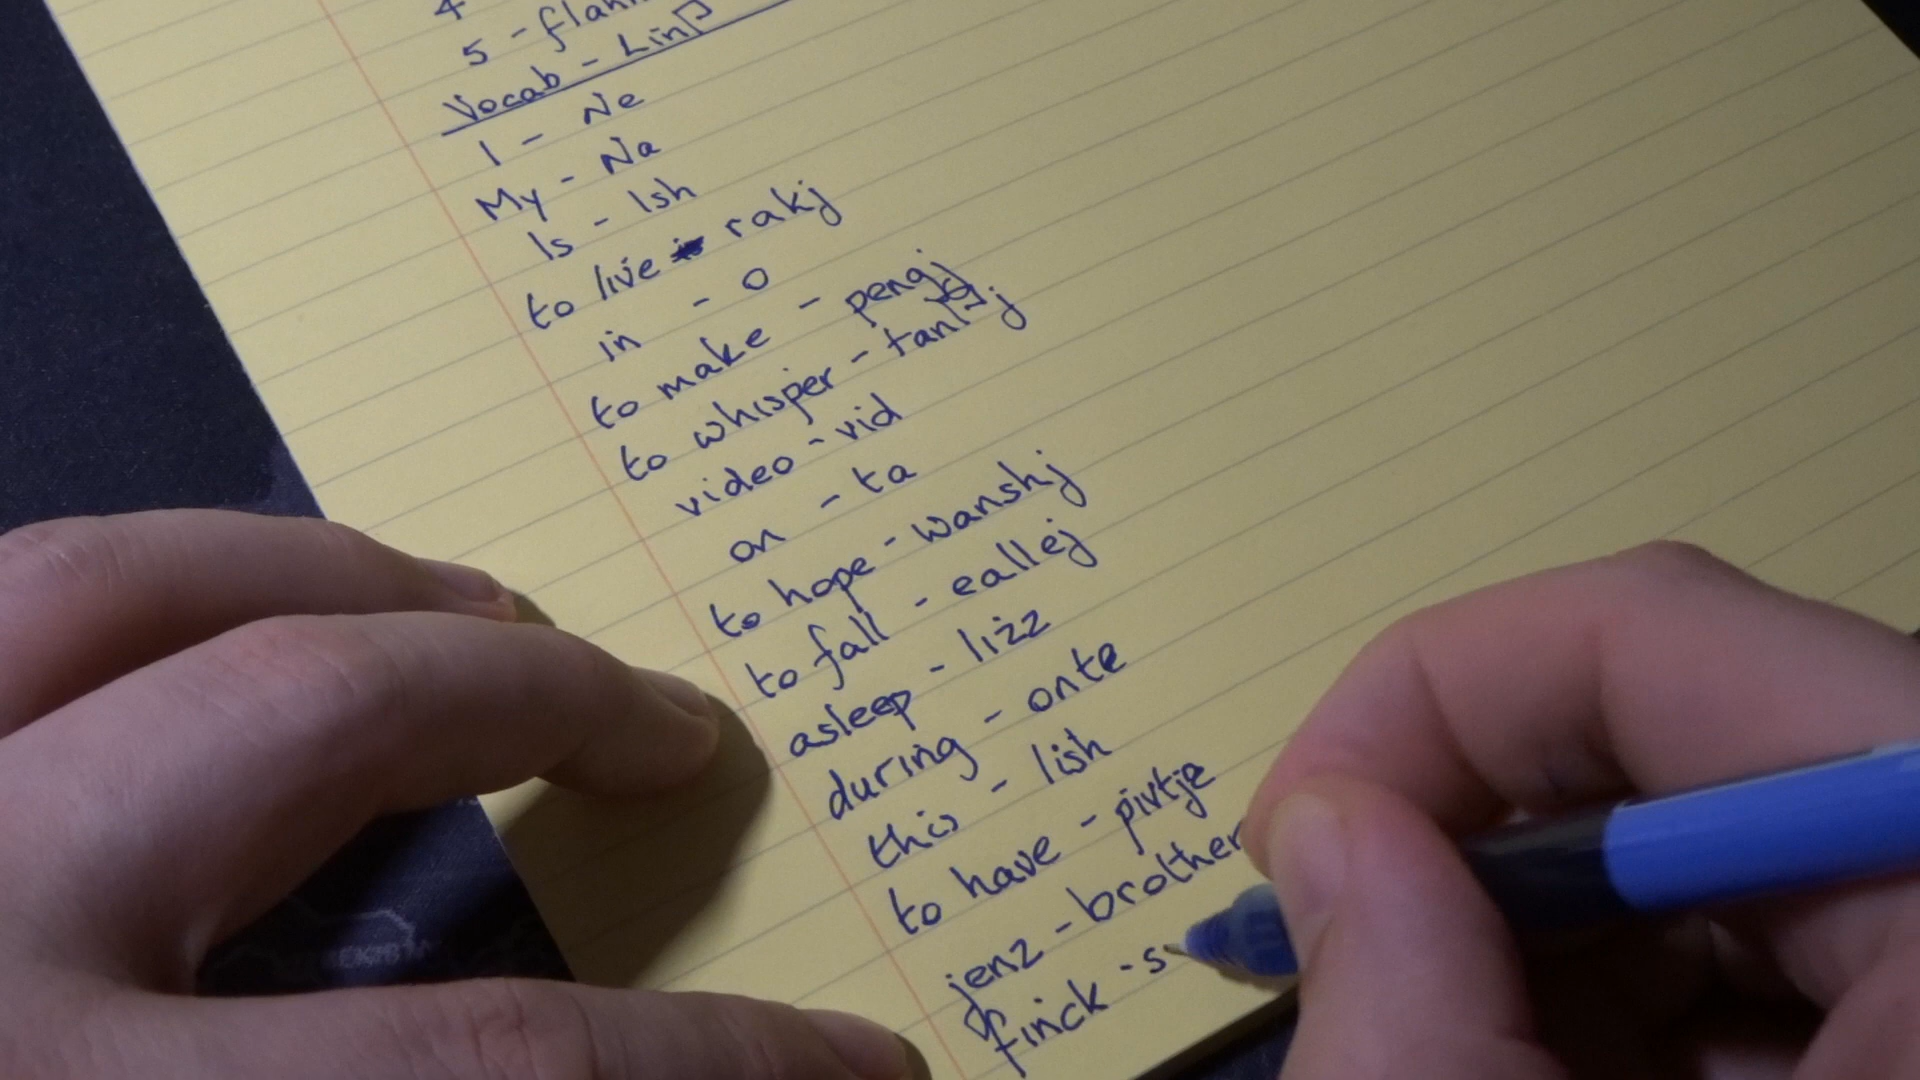 4
5 - flan
Vocab - Linþ
I - Ne
My - Na
Is - Ish
to live rakj
in - o
to make - pengj
to whisper -
video - vid
on - ta
to hope - wanshj
to fall - eallej
asleep - lizz
during - onte
this - lish
to have - pivtje
jenz - brother
finck - s